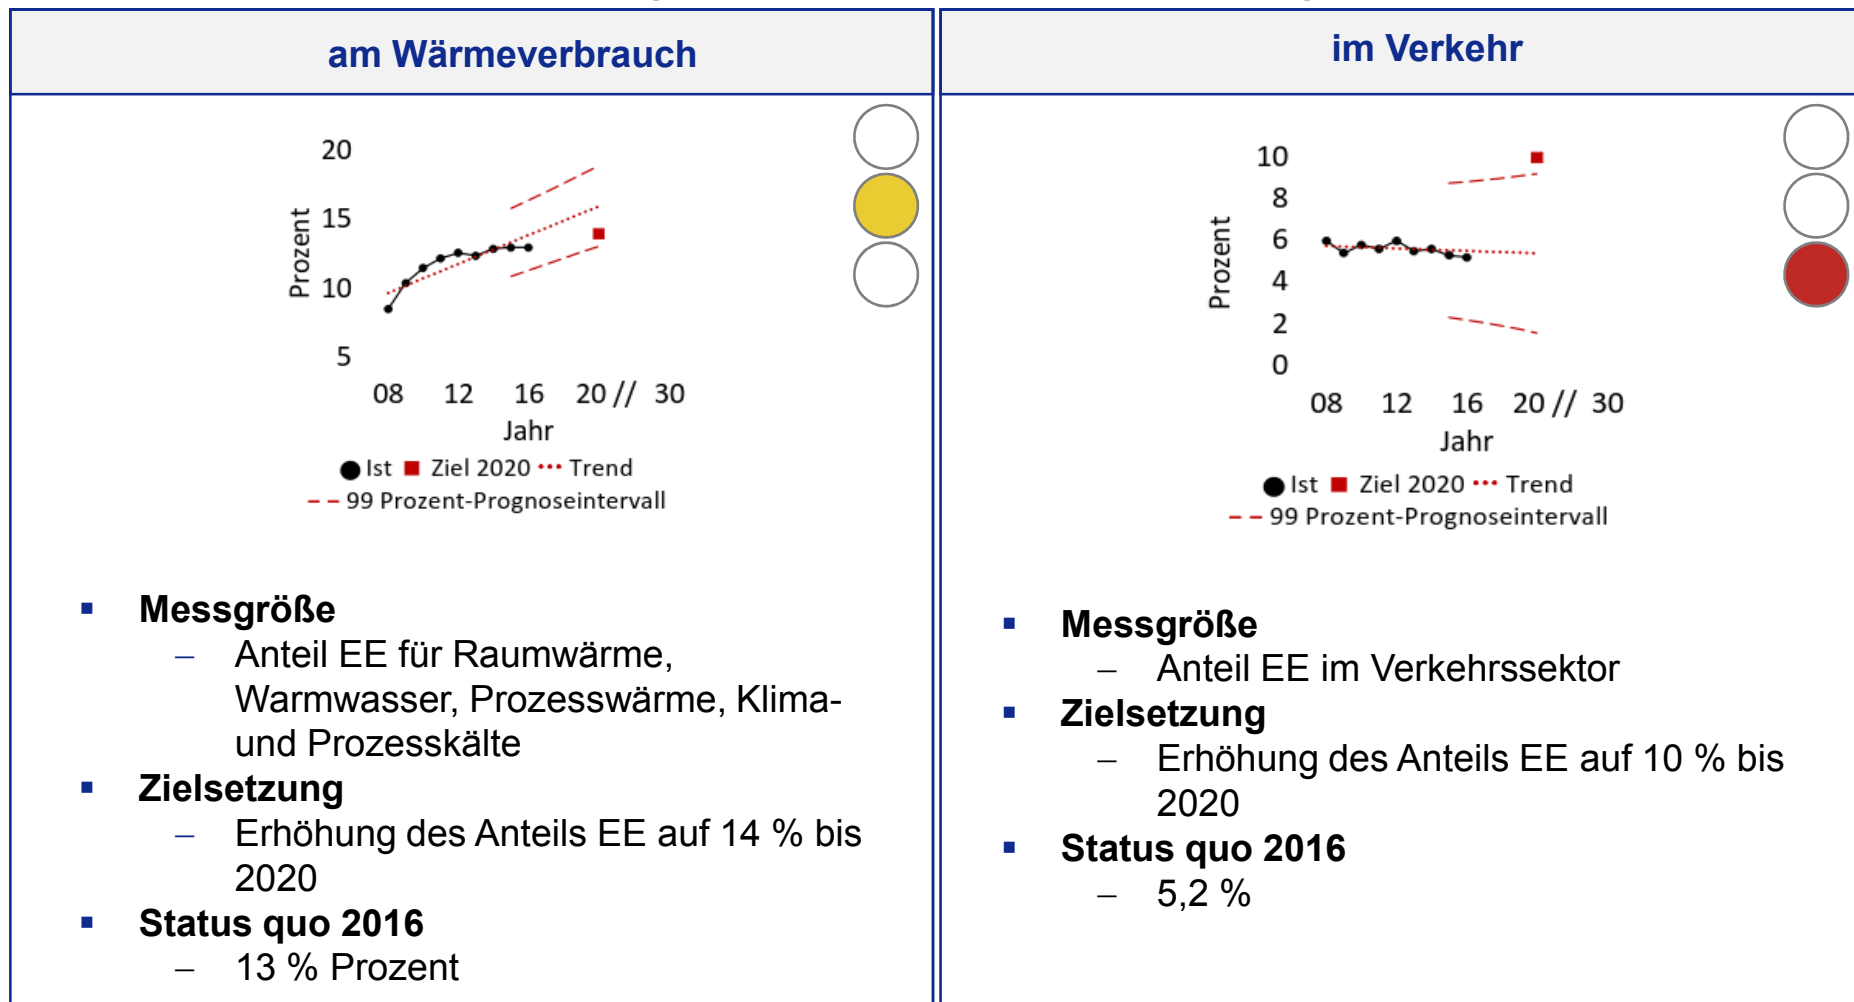 am Wärmeverbrauch
20
15
10
5
Prozent
08 12 16 20 // 30
Jahr
Ist Ziel 2020 Trend
99 Prozent-Prognoseintervall
▪ Messgröße
– Anteil EE für Raumwärme,
Warmwasser, Prozesswärme, Klima-
und Prozesskälte
▪ Zielsetzung
– Erhöhung des Anteils EE auf 14 % bis
2020
▪ Status quo 2016
– 13 % Prozent
im Verkehr
10
8
6
4
2
0
Prozent
08 12 16 20 // 30
Jahr
Ist Ziel 2020 Trend
99 Prozent-Prognoseintervall
▪ Messgröße
– Anteil EE im Verkehrssektor
▪ Zielsetzung
– Erhöhung des Anteils EE auf 10 % bis
2020
▪ Status quo 2016
– 5,2 %